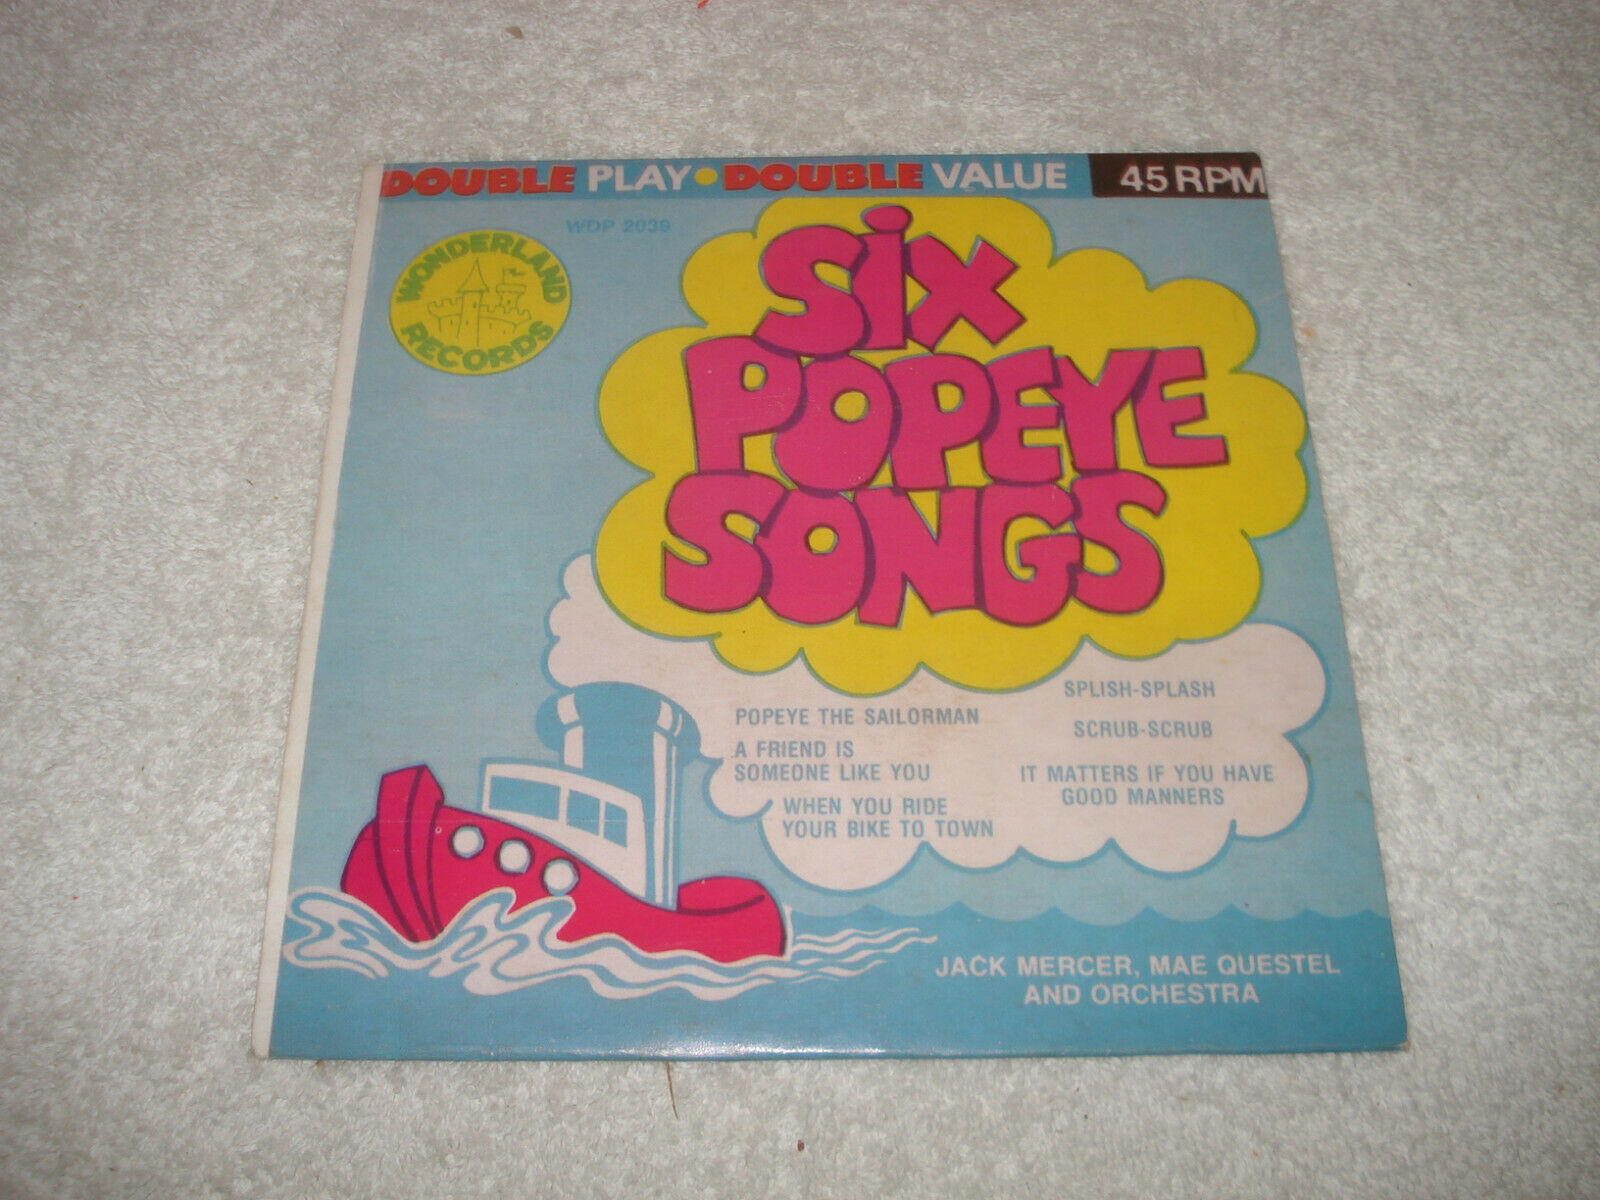 DOUBLE PLAY • DOUBLE VALUE
45 RPM
WDP 2039
WONDERLAND
RECORDS
SIX
POPEYE
SONGS
POPEYE THE SAILORMAN
A FRIEND IS
SOMEONE LIKE YOU
WHEN YOU RIDE
YOUR BIKE TO TOWN
SPLISH-SPLASH
SCRUB-SCRUB
IT MATTERS IF YOU HAVE
GOOD MANNERS
JACK MERCER, MAE QUESTEL
AND ORCHESTRA